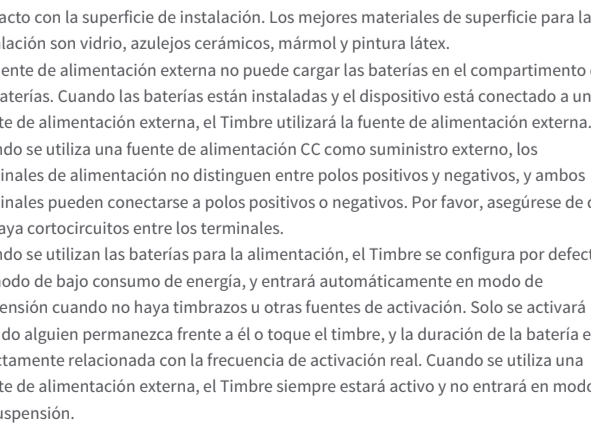 acto con la superficie de instalación. Los mejores materiales de superficie para la
lación son vidrio, azulejos cerámicos, mármol y pintura látex.
ente de alimentación externa no puede cargar las baterías en el compartimento
aterías. Cuando las baterías están instaladas y el dispositivo está conectado a un
te de alimentación externa, el Timbre utilizará la fuente de alimentación externa.
ndo se utiliza una fuente de alimentación CC como suministro externo, los
inales de alimentación no distinguen entre polos positivos y negativos, y ambos
inales pueden conectarse a polos positivos o negativos. Por favor, asegúrese de
aya cortocircuitos entre los terminales.
ndo se utilizan las baterías para la alimentación, el Timbre se configura por defect
odo de bajo consumo de energía, y entrará automáticamente en modo de
ensión cuando no haya timbrazos u otras fuentes de activación. Solo se activará
do alguien permanezca frente a él o toque el timbre, y la duración de la batería e
ctamente relacionada con la frecuencia de activación real. Cuando se utiliza una
te de alimentación externa, el Timbre siempre estará activo y no entrará en modo
uspensión.